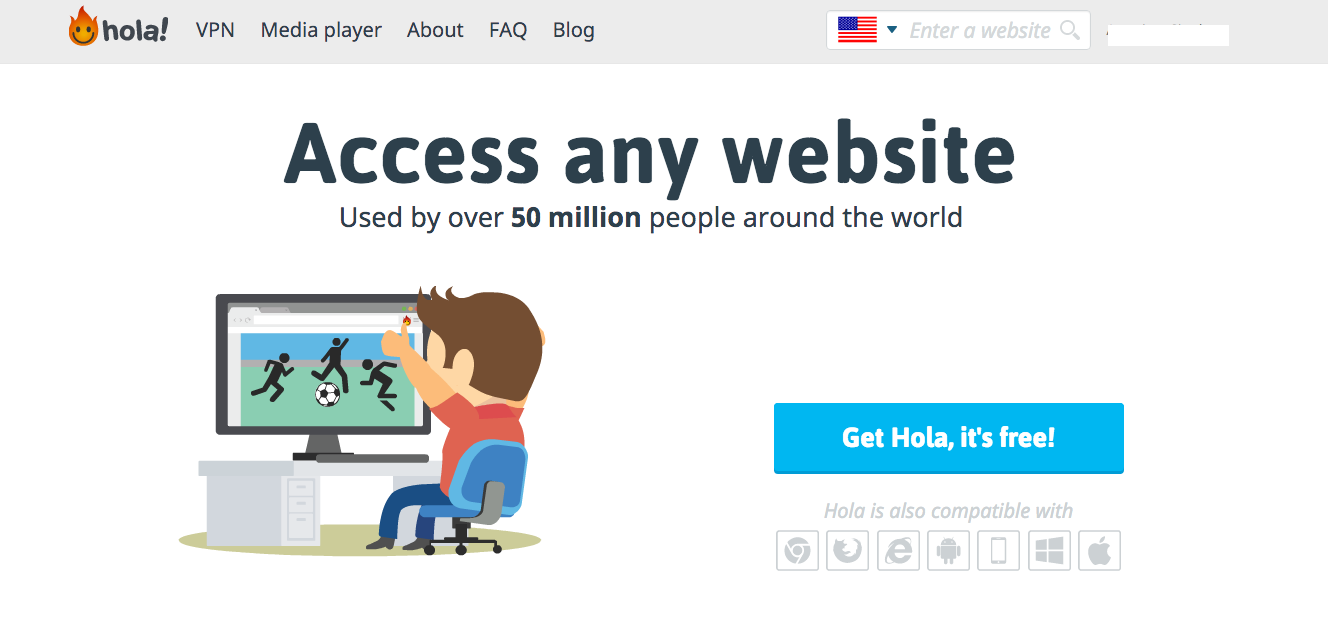 hola! VPN Media player About FAQ Blog Enter a website
Access any website
Used by over 50 million people around the world
Get Hola, it's free!
Hola is also compatible with